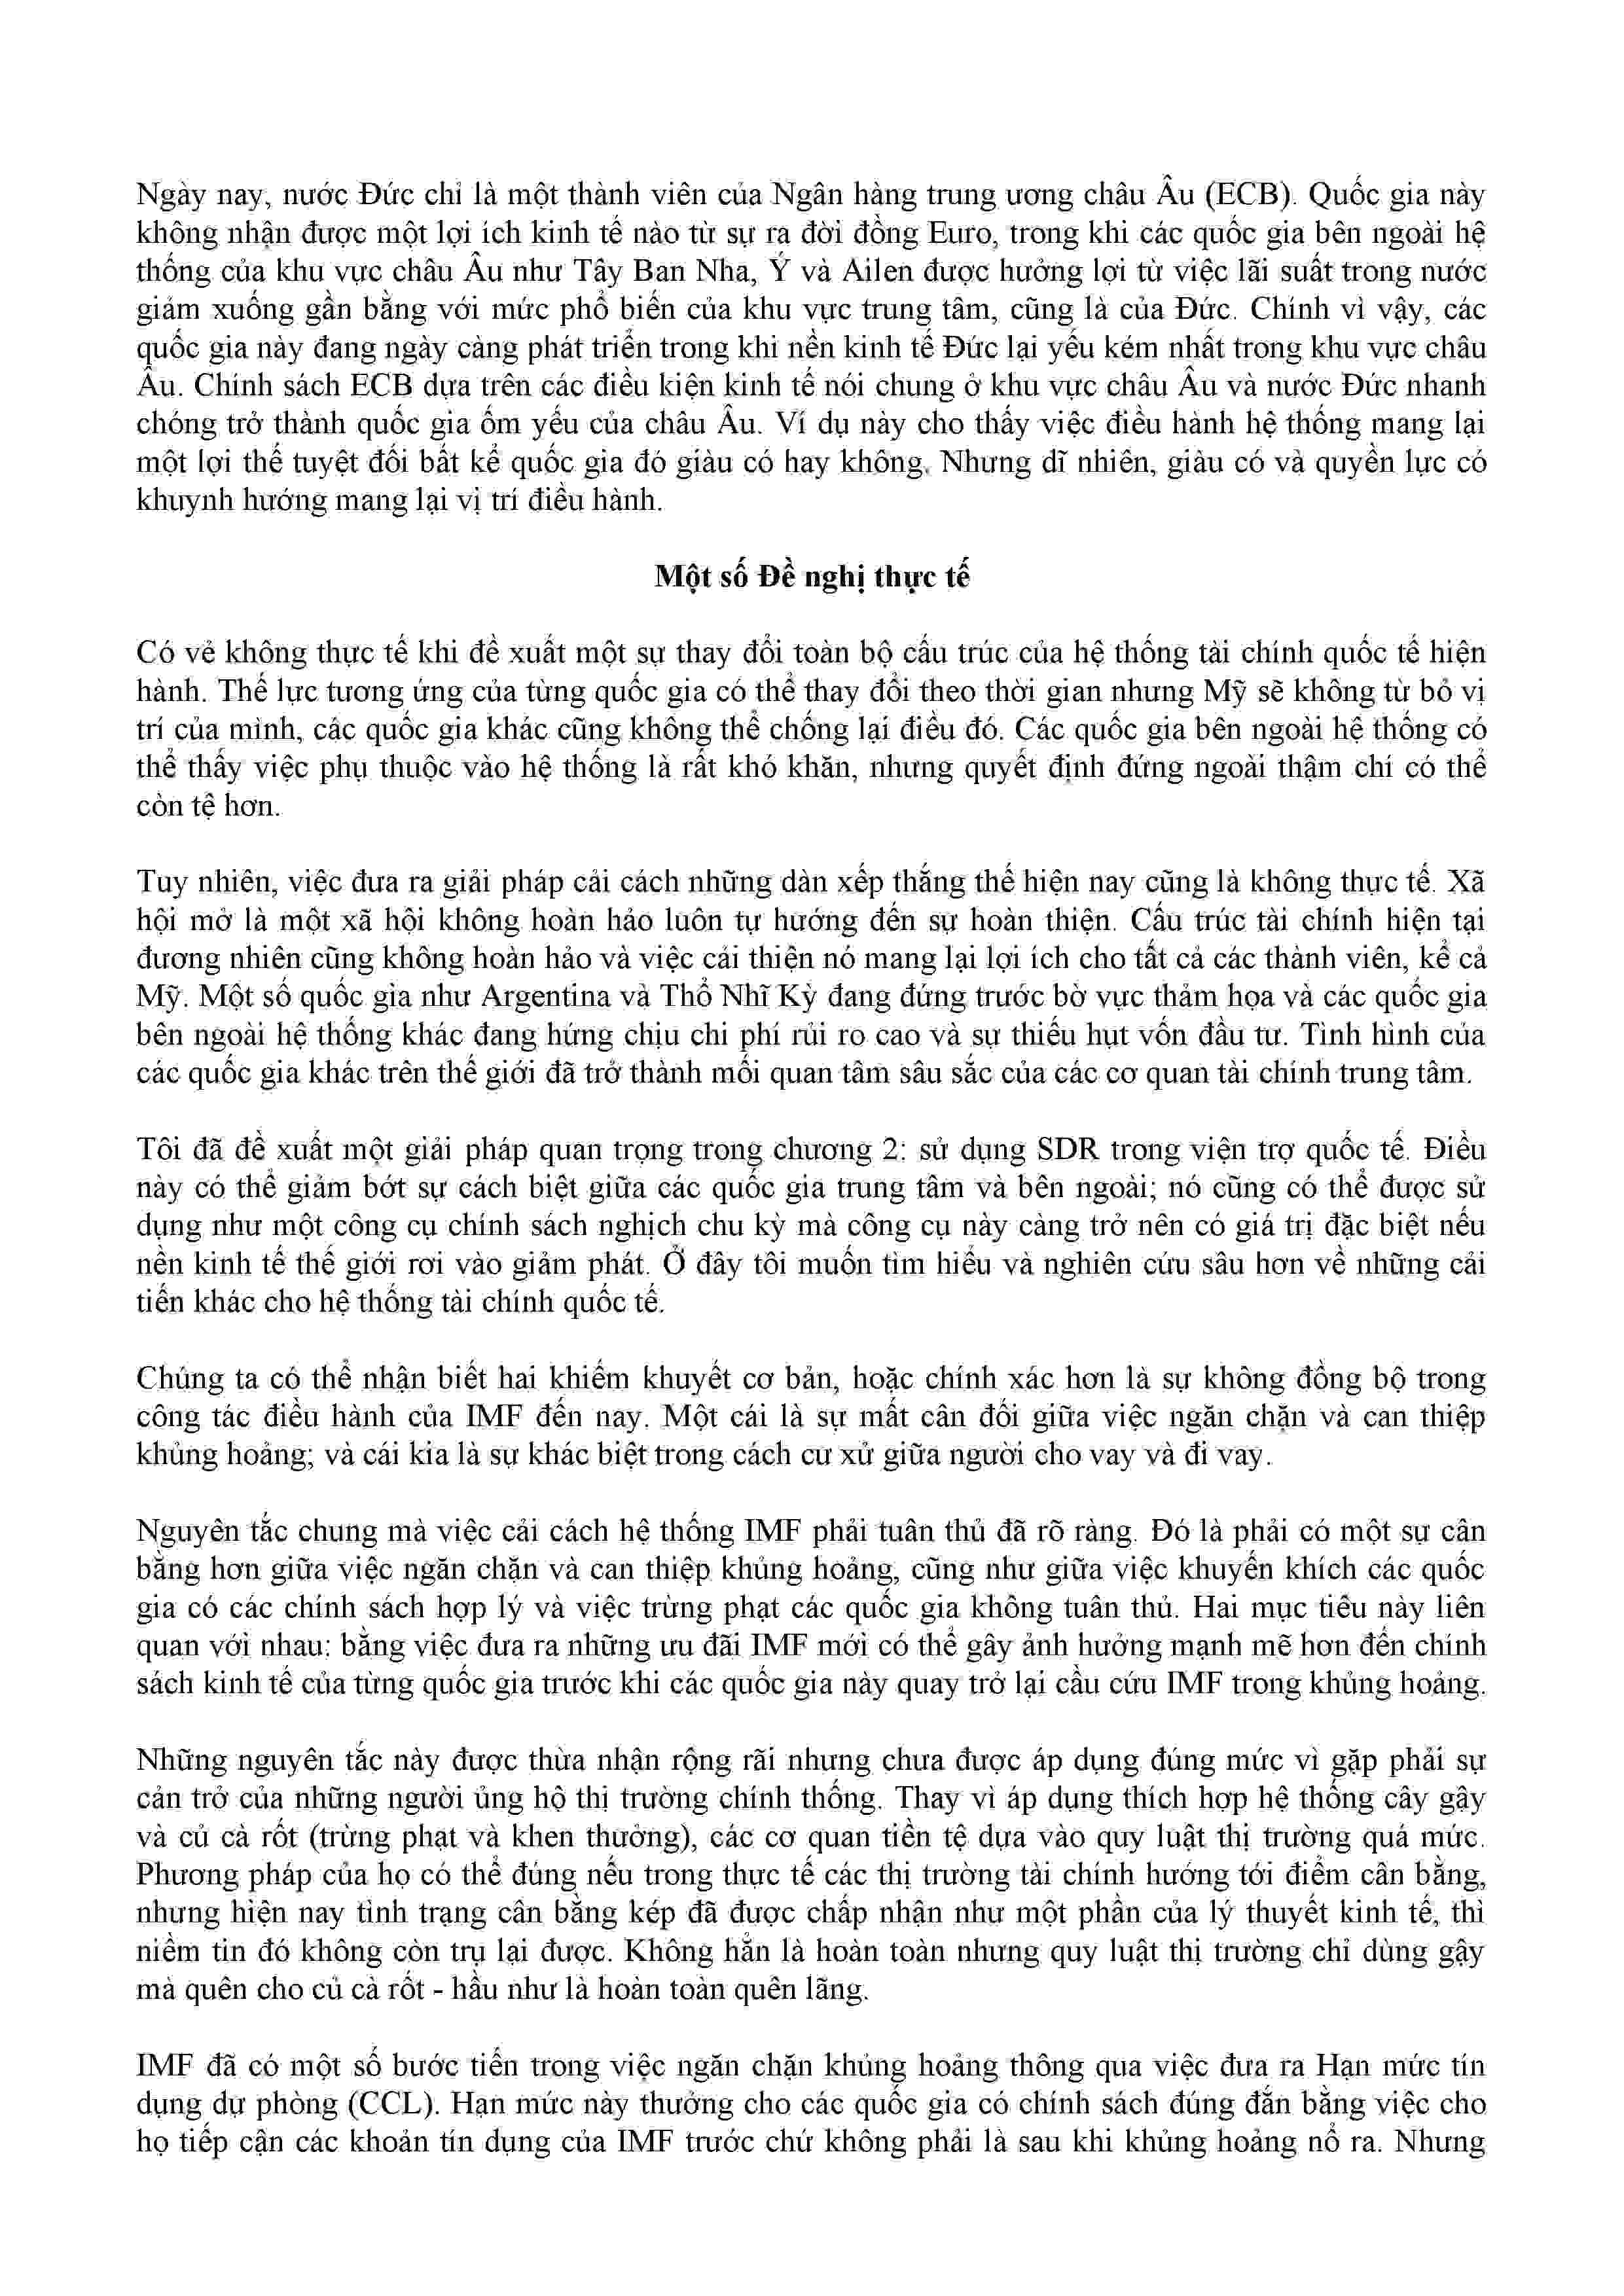 Ngày nay, nước Đức chỉ là một thành viên của Ngân hàng trung ương châu Âu (ECB). Quốc gia này
không nhận được một lợi ích kinh tế nào từ sự ra đời đồng Euro, trong khi các quốc gia bên ngoài hệ
thống của khu vực châu Âu như Tây Ban Nha, Ý và Ailen được hưởng lợi từ việc lãi suất trong nước
giảm xuống gần bằng với mức phổ biến của khu vực trung tâm, cũng là của Đức. Chính vì vậy, các
quốc gia này đang ngày càng phát triển trong khi nền kinh tế Đức lại yếu kém nhất trong khu vực châu
Âu. Chính sách ECB dựa trên các điều kiện kinh tế nói chung ở khu vực châu Âu và nước Đức nhanh
chóng trở thành quốc gia ốm yếu của châu Âu. Ví dụ này cho thấy việc điều hành hệ thống mang lại
một lợi thế tuyệt đối bất kể quốc gia đó giàu có hay không. Nhưng dĩ nhiên, giàu có và quyền lực có
khuynh hướng mang lại vị trí điều hành.
Một số Đề nghị thực tế
Có vẻ không thực tế khi đề xuất một sự thay đổi toàn bộ cấu trúc của hệ thống tài chính quốc tế hiện
hành. Thế lực tương ứng của từng quốc gia có thể thay đổi theo thời gian nhưng Mỹ sẽ không từ bỏ vị
trí của mình, các quốc gia khác cũng không thể chống lại điều đó. Các quốc gia bên ngoài hệ thống có
thể thấy việc phụ thuộc vào hệ thống là rất khó khăn, nhưng quyết định đứng ngoài thậm chí có thể
còn tệ hơn.
Tuy nhiên, việc đưa ra giải pháp cải cách những dàn xếp thắng thế hiện nay cũng là không thực tế. Xã
hội mở là một xã hội không hoàn hảo luôn tự hướng đến sự hoàn thiện. Cấu trúc tài chính hiện tại
đương nhiên cũng không hoàn hảo và việc cải thiện nó mang lại lợi ích cho tất cả các thành viên, kể cả
Mỹ. Một số quốc gia như Argentina và Thổ Nhĩ Kỳ đang đứng trước bờ vực thảm họa và các quốc gia
bên ngoài hệ thống khác đang hứng chịu chi phí rủi ro cao và sự thiếu hụt vốn đầu tư. Tình hình của
các quốc gia khác trên thế giới đã trở thành mối quan tâm sâu sắc của các cơ quan tài chính trung tâm.
Tôi đã đề xuất một giải pháp quan trọng trong chương 2: sử dụng SDR trong viện trợ quốc tế. Điều
này có thể giảm bớt sự cách biệt giữa các quốc gia trung tâm và bên ngoài; nó cũng có thể được sử
dụng như một công cụ chính sách nghịch chu kỳ mà công cụ này càng trở nên có giá trị đặc biệt nếu
nền kinh tế thế giới rơi vào giảm phát. Ở đây tôi muốn tìm hiểu và nghiên cứu sâu hơn về những cải
tiến khác cho hệ thống tài chính quốc tế.
Chúng ta có thể nhận biết hai khiếm khuyết cơ bản, hoặc chính xác hơn là sự không đồng bộ trong
công tác điều hành của IMF đến nay. Một cái là sự mất cân đối giữa việc ngăn chặn và can thiệp
khủng hoảng; và cái kia là sự khác biệt trong cách cư xử giữa người cho vay và đi vay.
Nguyên tắc chung mà việc cải cách hệ thống IMF phải tuân thủ đã rõ ràng. Đó là phải có một sự cân
bằng hơn giữa việc ngăn chặn và can thiệp khủng hoảng, cũng như giữa việc khuyến khích các quốc
gia có các chính sách hợp lý và việc trừng phạt các quốc gia không tuân thủ. Hai mục tiêu này liên
quan với nhau: bằng việc đưa ra những ưu đãi IMF mới có thể gây ảnh hưởng mạnh mẽ hơn đến chính
sách kinh tế của từng quốc gia trước khi các quốc gia này quay trở lại cầu cứu IMF trong khủng hoảng.
Những nguyên tắc này được thừa nhận rộng rãi nhưng chưa được áp dụng đúng mức vì gặp phải sự
cản trở của những người ủng hộ thị trường chính thống. Thay vì áp dụng thích hợp hệ thống cây gậy
và củ cà rốt (trừng phạt và khen thưởng), các cơ quan tiền tệ dựa vào quy luật thị trường quá mức.
Phương pháp của họ có thể đúng nếu trong thực tế các thị trường tài chính hướng tới điểm cân bằng,
nhưng hiện nay tình trạng cân bằng kép đã được chấp nhận như một phần của lý thuyết kinh tế, thì
niềm tin đó không còn trụ lại được. Không hẳn là hoàn toàn nhưng quy luật thị trường chỉ dùng gậy
mà quên cho củ cà rốt - hầu như là hoàn toàn quên lãng.
IMF đã có một số bước tiến trong việc ngăn chặn khủng hoảng thông qua việc đưa ra Hạn mức tín
dụng dự phòng (CCL). Hạn mức này thưởng cho các quốc gia có chính sách đúng đắn bằng việc cho
họ tiếp cận các khoản tín dụng của IMF trước chứ không phải là sau khi khủng hoảng nổ ra. Nhưng